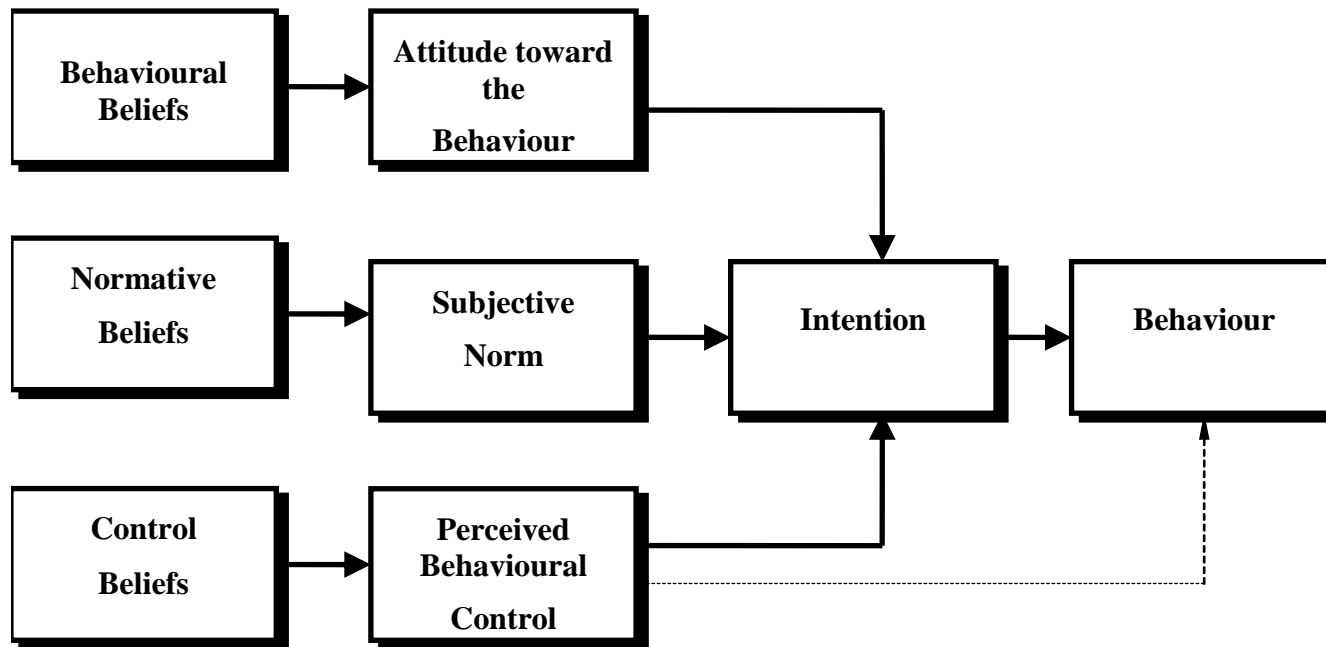 Behavioural
Beliefs
Attitude toward
the
Behaviour
Normative
Beliefs
Subjective
Norm
Intention
Behaviour
Control
Beliefs
Perceived
Behavioural
Control